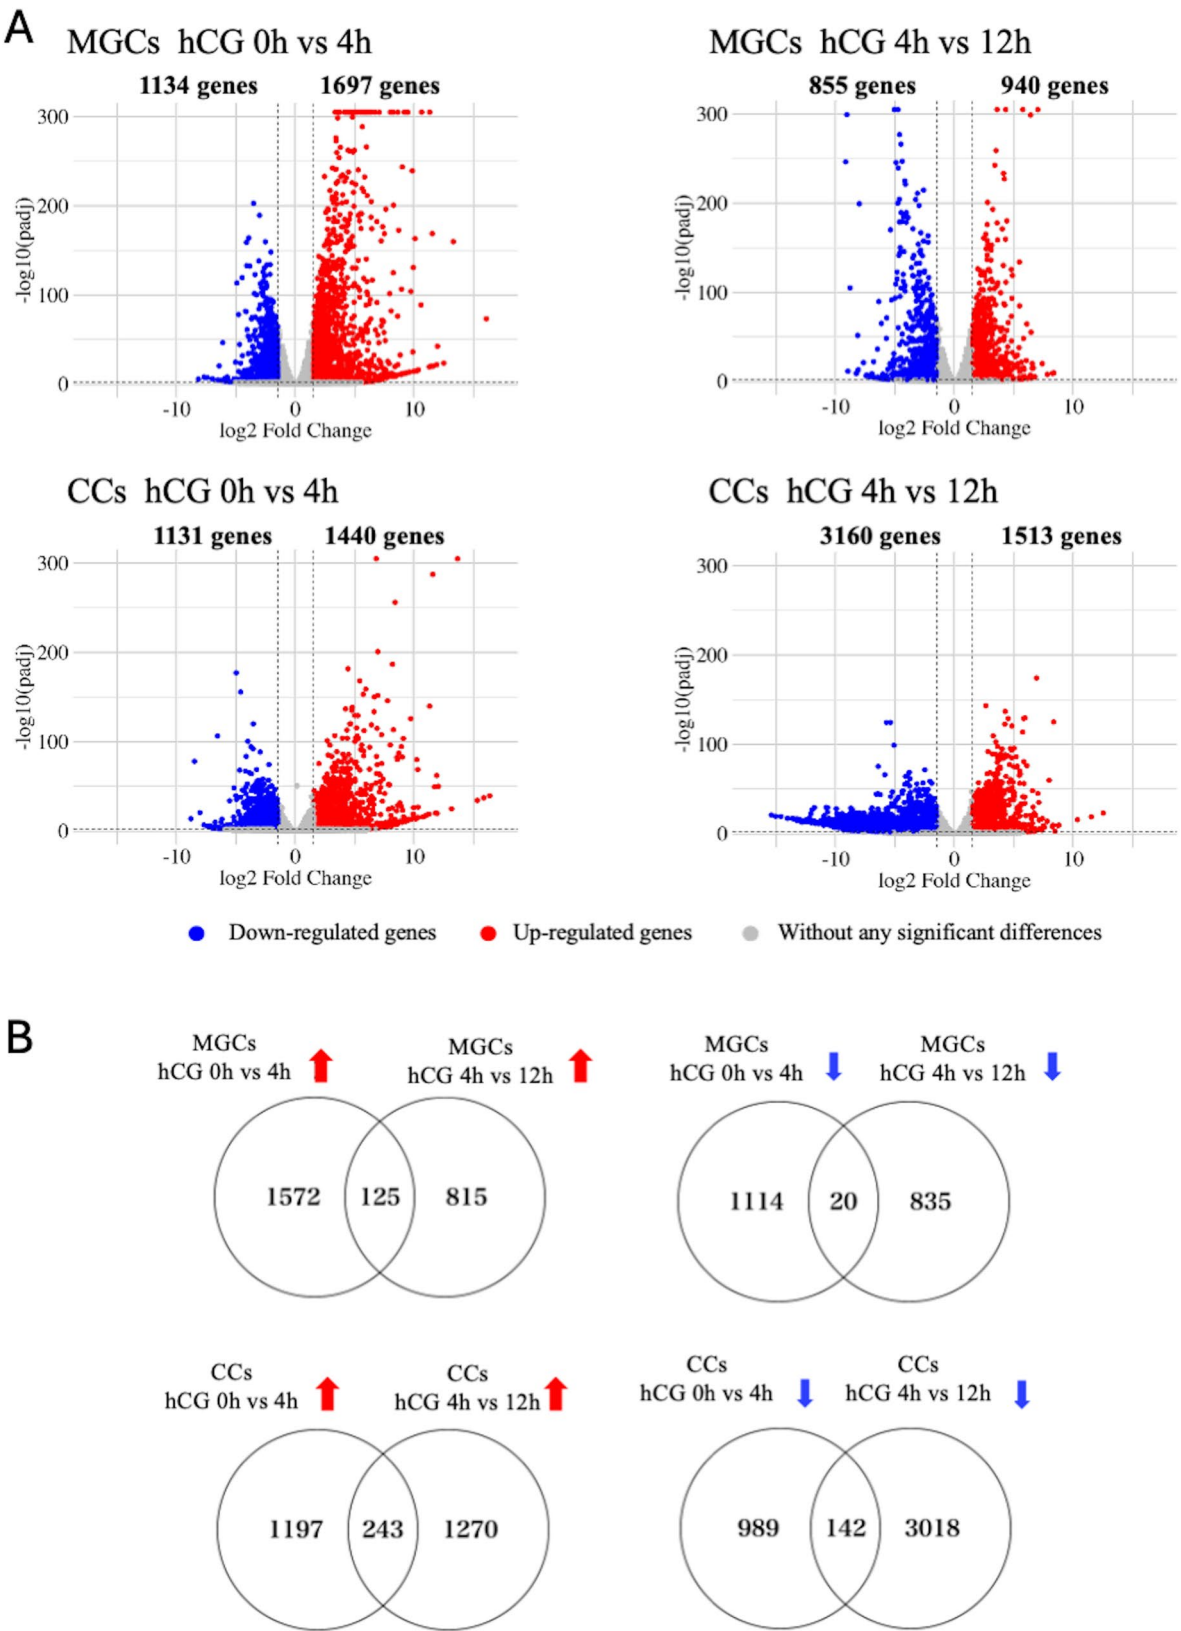 A
MGCs hCG 0h vs 4h
1134 genes 1697 genes
300
200
100
0
-log10(padj)
-10 0 10
log2 Fold Change
MGCs hCG 4h vs 12h
855 genes 940 genes
300
200
100
0
-log10(padj)
-10 0 10
log2 Fold Change
CCs hCG 0h vs 4h
1131 genes 1440 genes
300
200
100
0
-log10(padj)
-10 0 10
log2 Fold Change
CCs hCG 4h vs 12h
3160 genes 1513 genes
300
200
100
0
-log10(padj)
-10 0 10
log2 Fold Change
Down-regulated genes Up-regulated genes Without any significant differences
B
MGCs
hCG 0h vs 4h
MGCs
hCG 4h vs 12h
1572 125 815
MGCs
hCG 0h vs 4h
MGCs
hCG 4h vs 12h
1114 20 835
CCs
hCG 0h vs 4h
CCs
hCG 4h vs 12h
1197 243 1270
CCs
hCG 0h vs 4h
CCs
hCG 4h vs 12h
989 142 3018